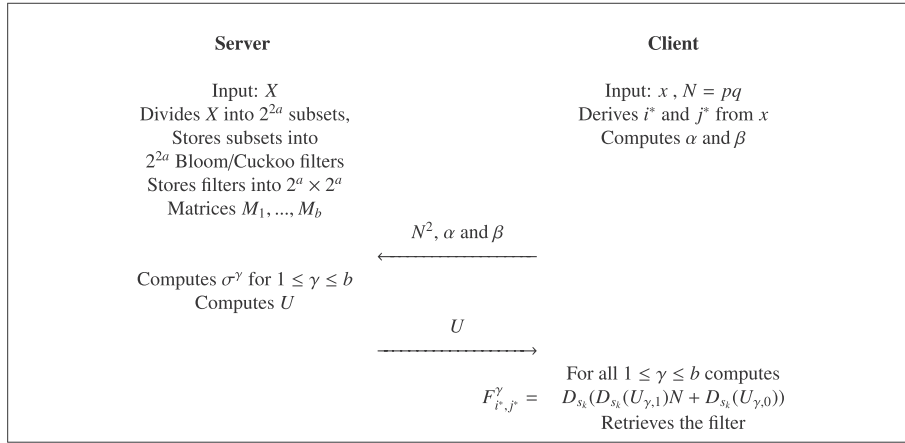 Server Client
Input: X Input: x , N = pq
Divides X into 2^{2a} subsets, Derives i* and j* from x
Stores subsets into Computes α and β
2^{2a} Bloom/Cuckoo filters
Stores filters into 2^a × 2^a
Matrices M_1, ..., M_b
N^2, α and β
Computes σ^γ for 1 ≤ γ ≤ b
Computes U
U
For all 1 ≤ γ ≤ b computes
F^γ_{i*,j*} = D_{s_k}(D_{s_k}(U_{γ,1})N + D_{s_k}(U_{γ,0}))
Retrieves the filter